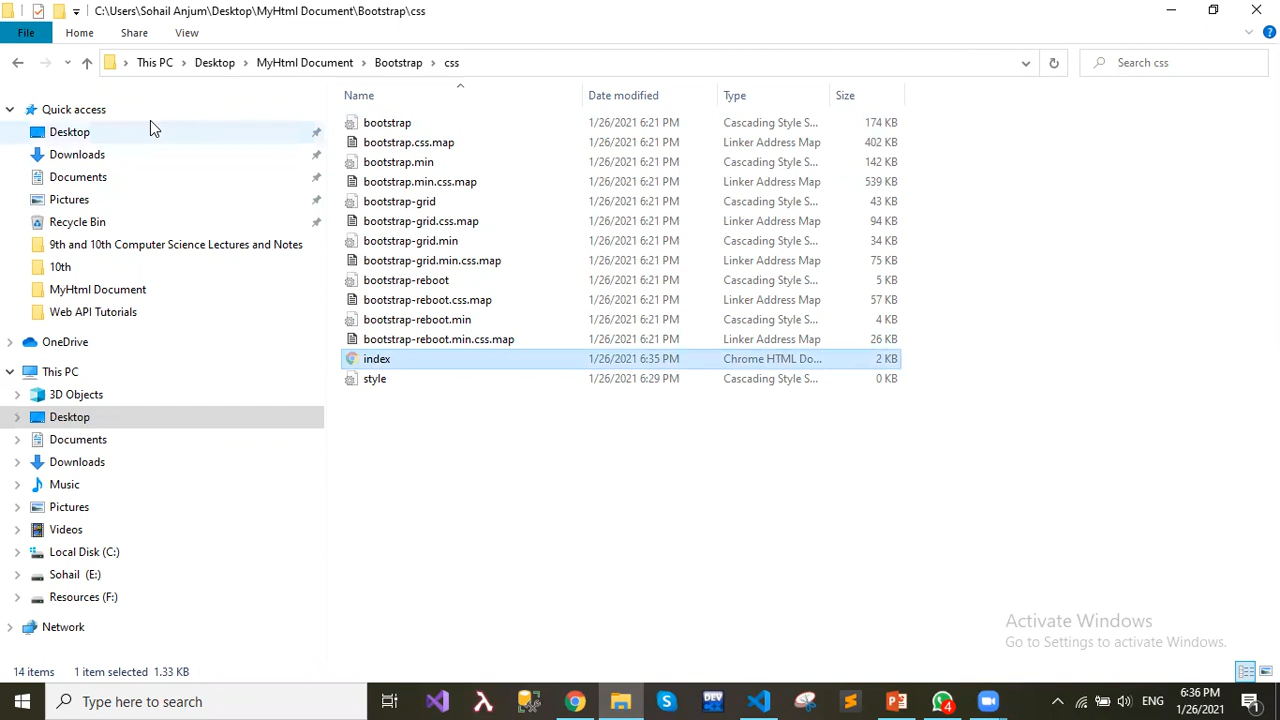 C:\Users\Sohail Anjum\Desktop\MyHtml Document\Bootstrap\css
File Home Share View
This PC Desktop MyHtml Document Bootstrap css Search css
Name Date modified Type Size
Quick access
Desktop
Downloads
Documents
Pictures
Recycle Bin
9th and 10th Computer Science Lectures and Notes
10th
MyHtml Document
Web API Tutorials
OneDrive
This PC
3D Objects
Desktop
Documents
Downloads
Music
Pictures
Videos
Local Disk (C:)
Sohail (E:)
Resources (F:)
Network
bootstrap 1/26/2021 6:21 PM Cascading Style S... 174 KB
bootstrap.css.map 1/26/2021 6:21 PM Linker Address Map 402 KB
bootstrap.min 1/26/2021 6:21 PM Cascading Style S... 142 KB
bootstrap.min.css.map 1/26/2021 6:21 PM Linker Address Map 539 KB
bootstrap-grid 1/26/2021 6:21 PM Cascading Style S... 43 KB
bootstrap-grid.css.map 1/26/2021 6:21 PM Linker Address Map 94 KB
bootstrap-grid.min 1/26/2021 6:21 PM Cascading Style S... 34 KB
bootstrap-grid.min.css.map 1/26/2021 6:21 PM Linker Address Map 75 KB
bootstrap-reboot 1/26/2021 6:21 PM Cascading Style S... 5 KB
bootstrap-reboot.css.map 1/26/2021 6:21 PM Linker Address Map 57 KB
bootstrap-reboot.min 1/26/2021 6:21 PM Cascading Style S... 4 KB
bootstrap-reboot.min.css.map 1/26/2021 6:21 PM Linker Address Map 26 KB
index 1/26/2021 6:35 PM Chrome HTML Do... 2 KB
style 1/26/2021 6:29 PM Cascading Style S... 0 KB
Activate Windows
Go to Settings to activate Windows.
14 items 1 item selected 1.33 KB
Type here to search
DEV
4
ENG
6:36 PM
1/26/2021
1